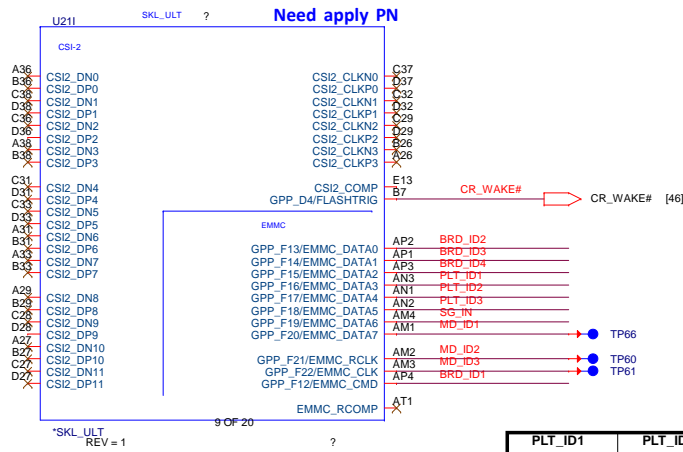 U21I SKL_ULT ? Need apply PN
CSI-2
A36 CSI2_DN0 CSI2_CLKN0 C37
B36 CSI2_DP0 CSI2_CLKP0 D37
C38 CSI2_DN1 CSI2_CLKN1 C32
D38 CSI2_DP1 CSI2_CLKP1 D32
C36 CSI2_DN2 CSI2_CLKN2 C29
D36 CSI2_DP2 CSI2_CLKP2 D29
A38 CSI2_DN3 CSI2_CLKN3 B26
B38 CSI2_DP3 CSI2_CLKP3 A26
C31 CSI2_DN4 CSI2_COMP E13
D31 CSI2_DP4 GPP_D4/FLASHTRIG B7 CR_WAKE# CR_WAKE# [46]
C33 CSI2_DN5
D33 CSI2_DP5 EMMC
A31 CSI2_DN6
B31 CSI2_DP6 GPP_F13/EMMC_DATA0 AP2 BRD_ID2
A33 CSI2_DN7 GPP_F14/EMMC_DATA1 AP1 BRD_ID3
B33 CSI2_DP7 GPP_F15/EMMC_DATA2 AP3 BRD_ID4
GPP_F16/EMMC_DATA3 AN3 PLT_ID1
A29 CSI2_DN8 GPP_F17/EMMC_DATA4 AN1 PLT_ID2
B29 CSI2_DP8 GPP_F18/EMMC_DATA5 AN2 PLT_ID3
C28 CSI2_DN9 GPP_F19/EMMC_DATA6 AM4 SG_IN
D28 CSI2_DP9 GPP_F20/EMMC_DATA7 AM1 MD_ID1 TP66
A27 CSI2_DN10
B27 CSI2_DP10 GPP_F21/EMMC_RCLK AM2 MD_ID2 TP60
C27 CSI2_DN11 GPP_F22/EMMC_CLK AM3 MD_ID3 TP61
D27 CSI2_DP11 GPP_F12/EMMC_CMD AP4 BRD_ID1
EMMC_RCOMP AT1
9 OF 20
*SKL_ULT
REV = 1 ?
PLT_ID1